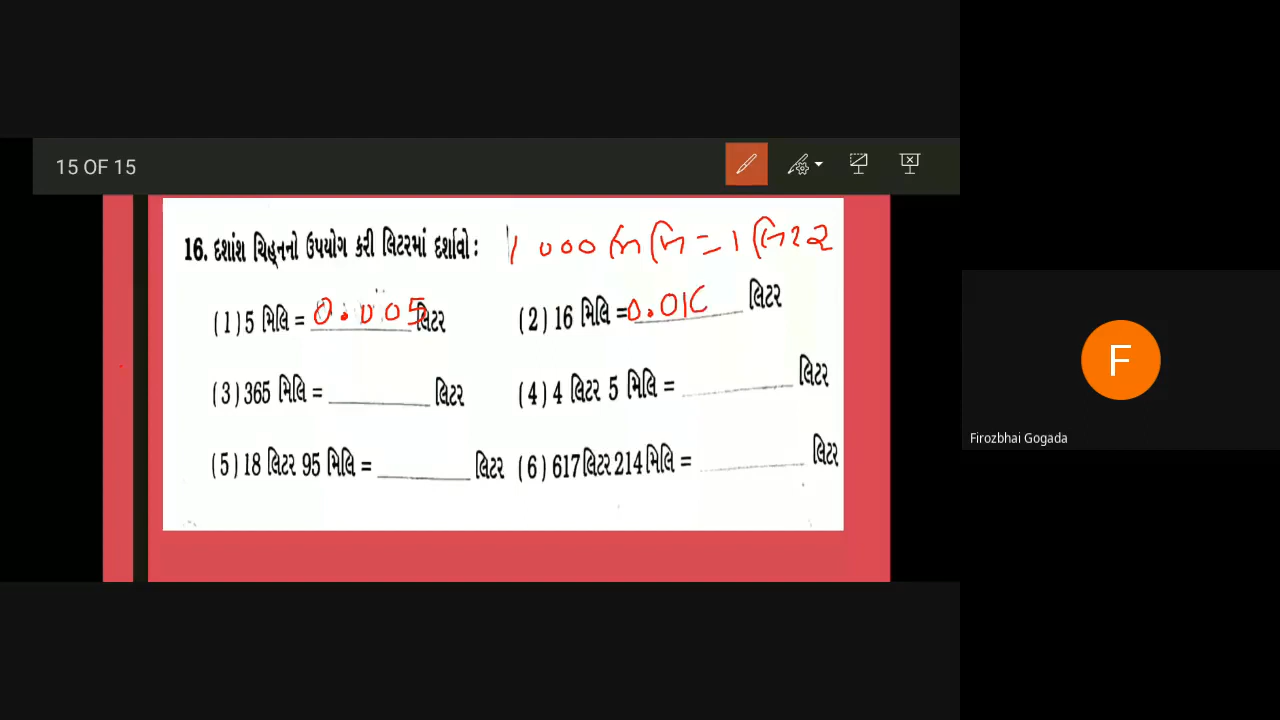 15 OF 15
16. દશાંશ ચિહ્નનો ઉપયોગ કરી લિટરમાં દર્શાવો : 1000 મિલિ = 1 લિટર
(1) 5 મિલિ = 0.005 લિટર (2) 16 મિલિ = 0.01 લિટર
(3) 365 મિલિ = ________ લિટર (4) 4 લિટર 5 મિલિ = ________ લિટર
(5) 18 લિટર 95 મિલિ = ________ લિટર (6) 617 લિટર 214 મિલિ = ________ લિટર
F
Firozbhai Gogada